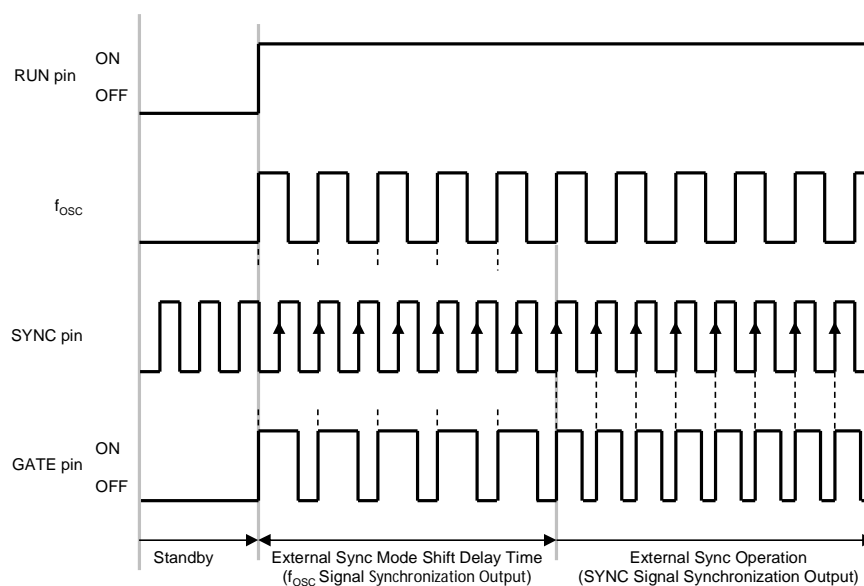 RUN pin
ON
OFF
fOSC
SYNC pin
GATE pin
ON
OFF
Standby
External Sync Mode Shift Delay Time
(fOSC Signal Synchronization Output)
External Sync Operation
(SYNC Signal Synchronization Output)